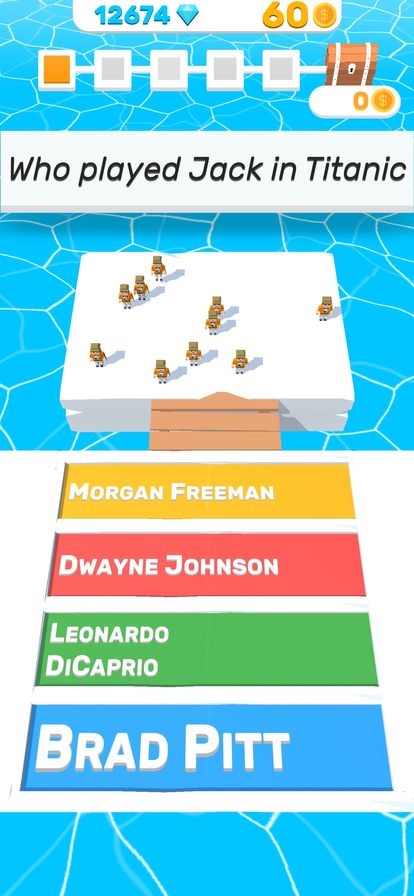 12674 60
0
Who played Jack in Titanic
MORGAN FREEMAN
DWAYNE JOHNSON
LEONARDO
DICAPRIO
BRAD PITT